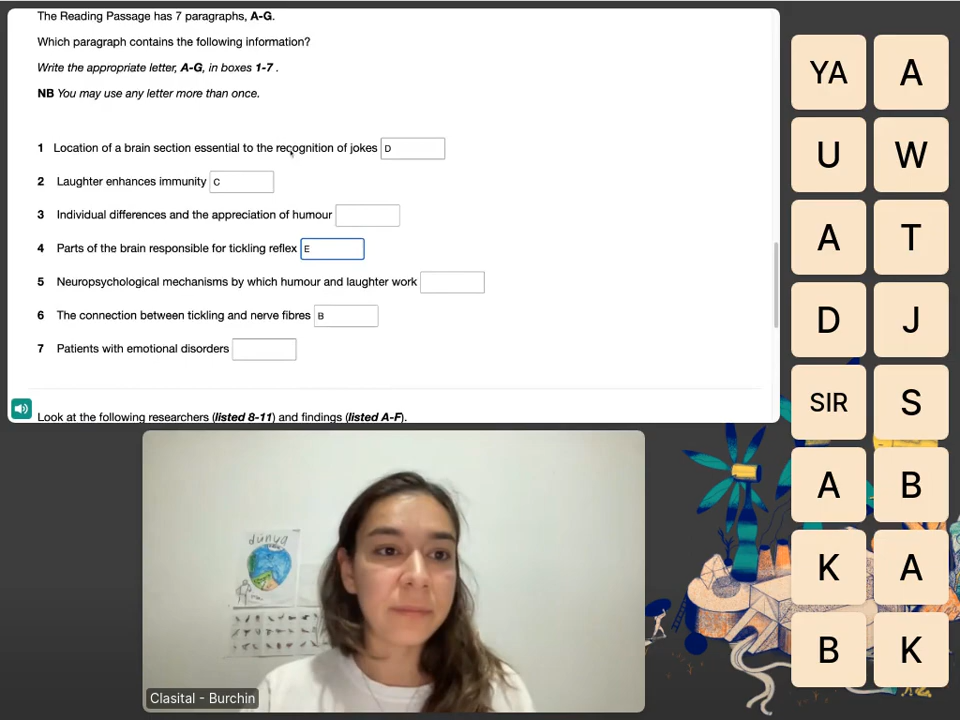 The Reading Passage has 7 paragraphs, A-G.
Which paragraph contains the following information?
Write the appropriate letter, A-G, in boxes 1-7 .
NB You may use any letter more than once.
1 Location of a brain section essential to the recognition of jokes D
2 Laughter enhances immunity C
3 Individual differences and the appreciation of humour
4 Parts of the brain responsible for tickling reflex E
5 Neuropsychological mechanisms by which humour and laughter work
6 The connection between tickling and nerve fibres B
7 Patients with emotional disorders
Look at the following researchers (listed 8-11) and findings (listed A-F).
YA A
U W
A T
D J
SIR S
A B
K A
B K
dünya
Clasital - Burchin